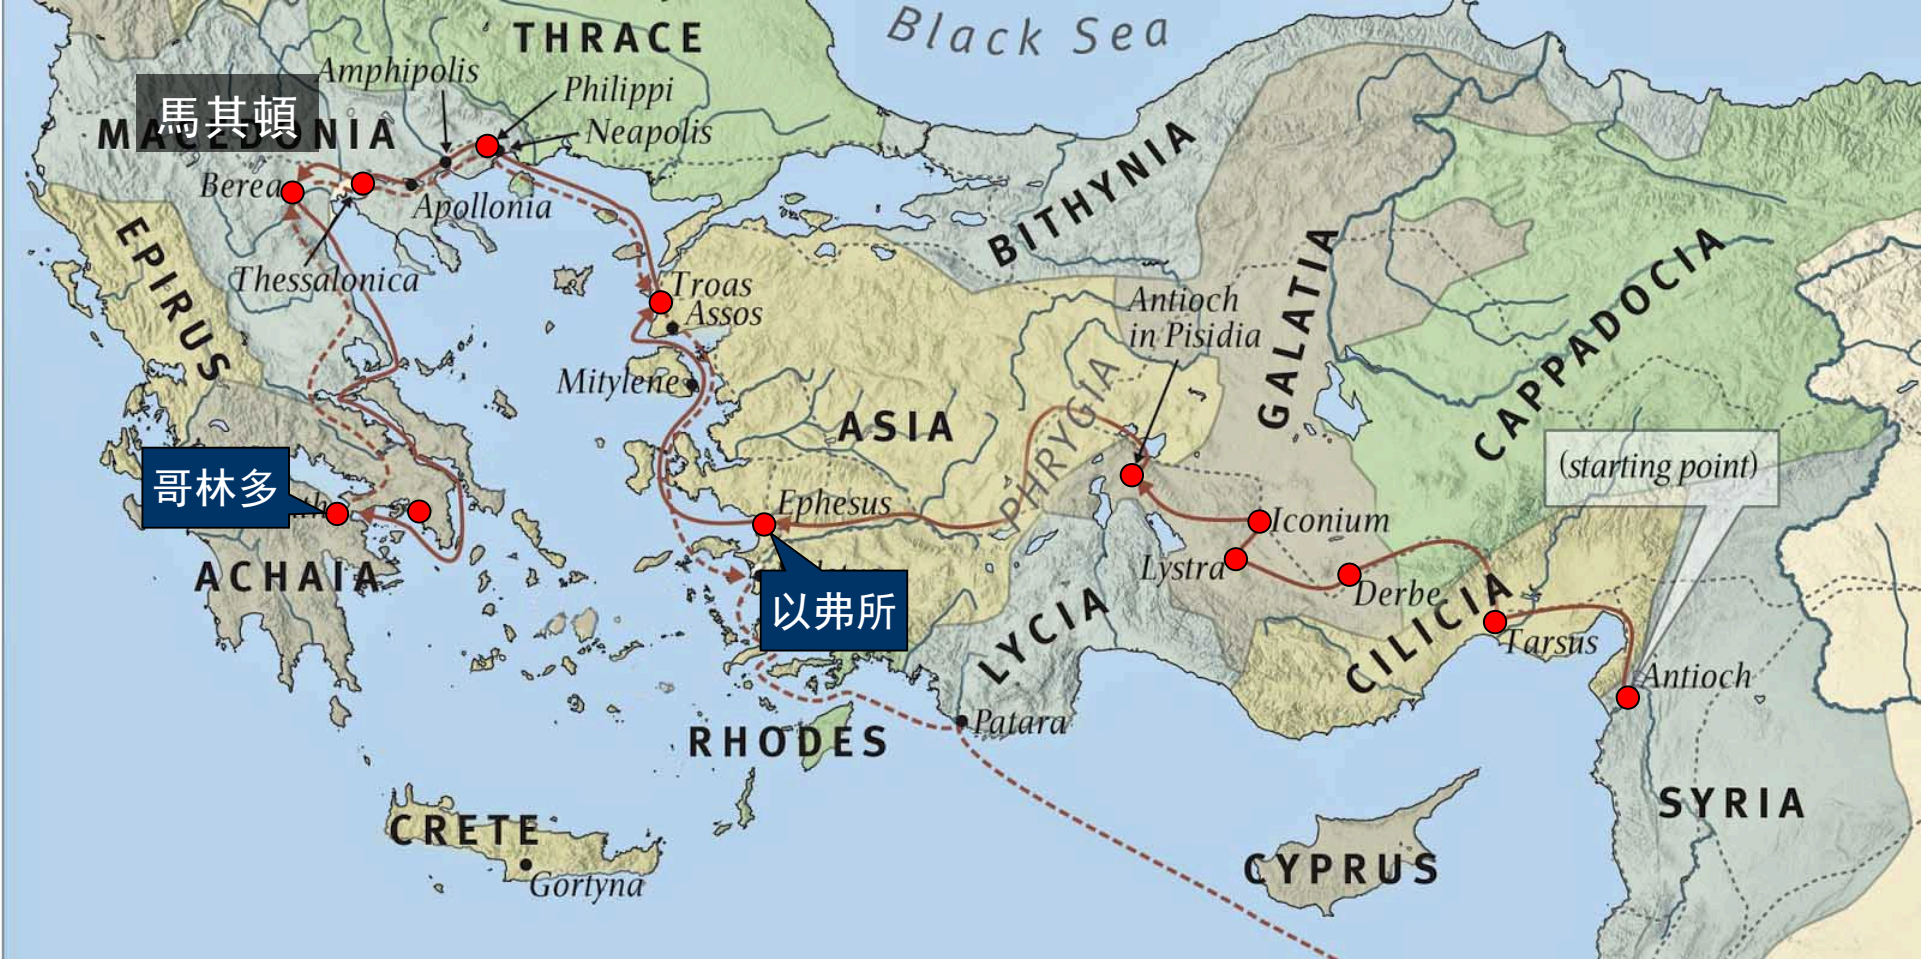 Black Sea
THRACE
Amphipolis
Philippi
馬其頓
MACEDONIA
Neapolis
Berea
Apollonia
BITHYNIA
EPIRUS
Thessalonica
Troas
Assos
Antioch
in Pisidia
GALATIA
CAPPADOCIA
Mitylene
ASIA
PHRYGIA
(starting point)
哥林多
Ephesus
Iconium
ACHAIA
Lystra
Derbe
以弗所
LYCIA
CILICIA
Tarsus
Antioch
RHODES
Patara
SYRIA
CRETE
Gortyna
CYPRUS